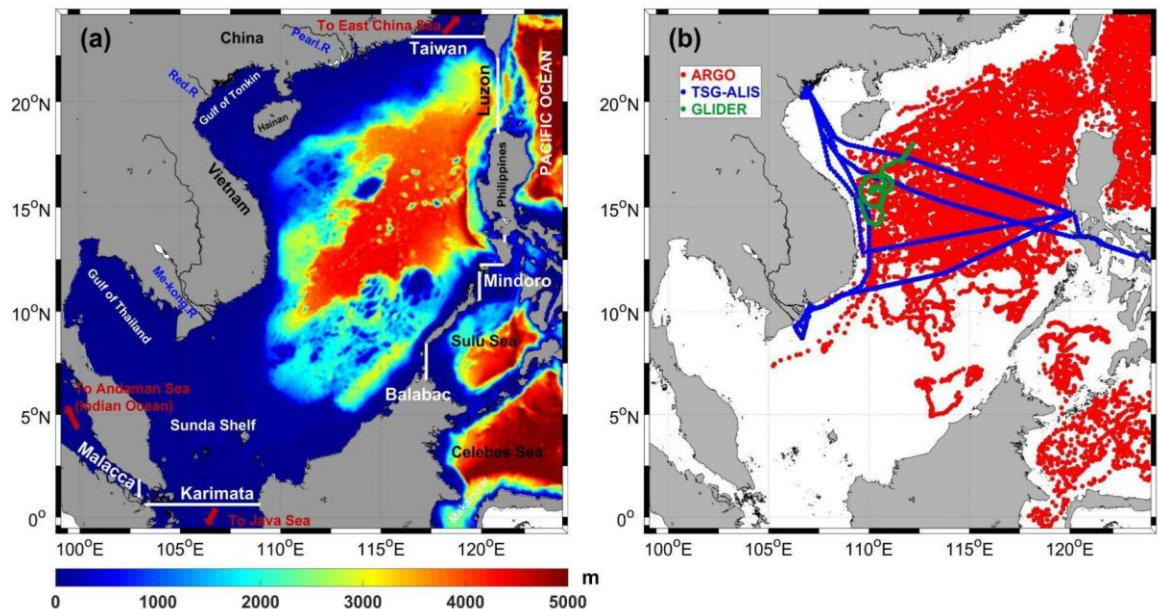 (a)
To East China Sea
China
Pearl.R
Taiwan
Red.R
Gulf of Tonkin
Hainan
Luzon
PACIFIC OCEAN
Vietnam
Philippines
Me-kong.R
Gulf of Thailand
Mindoro
Sulu Sea
Balabac
To Andaman Sea
(Indian Ocean)
Sunda Shelf
Celebes Sea
Malacca
Karimata
To Java Sea
20°N
15°N
10°N
5°N
0°
100°E 105°E 110°E 115°E 120°E
0 1000 2000 3000 4000 5000 m
(b)
ARGO
TSG-ALIS
GLIDER
20°N
15°N
10°N
5°N
0°
100°E 105°E 110°E 115°E 120°E